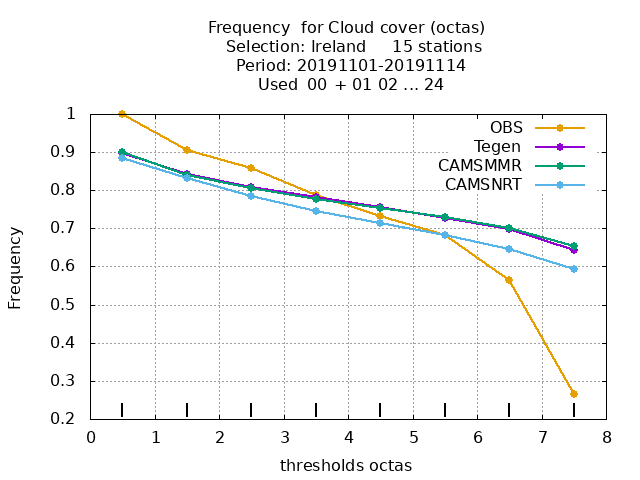 Frequency  for Cloud cover (octas)
Selection: Ireland     15 stations
Period: 20191101-20191114
Used  00  + 01 02 ... 24
OBS
Tegen
CAMSMMR
CAMSNRT
1
0.9
0.8
0.7
0.6
0.5
0.4
0.3
0.2
Frequency
0 1 2 3 4 5 6 7 8
thresholds octas